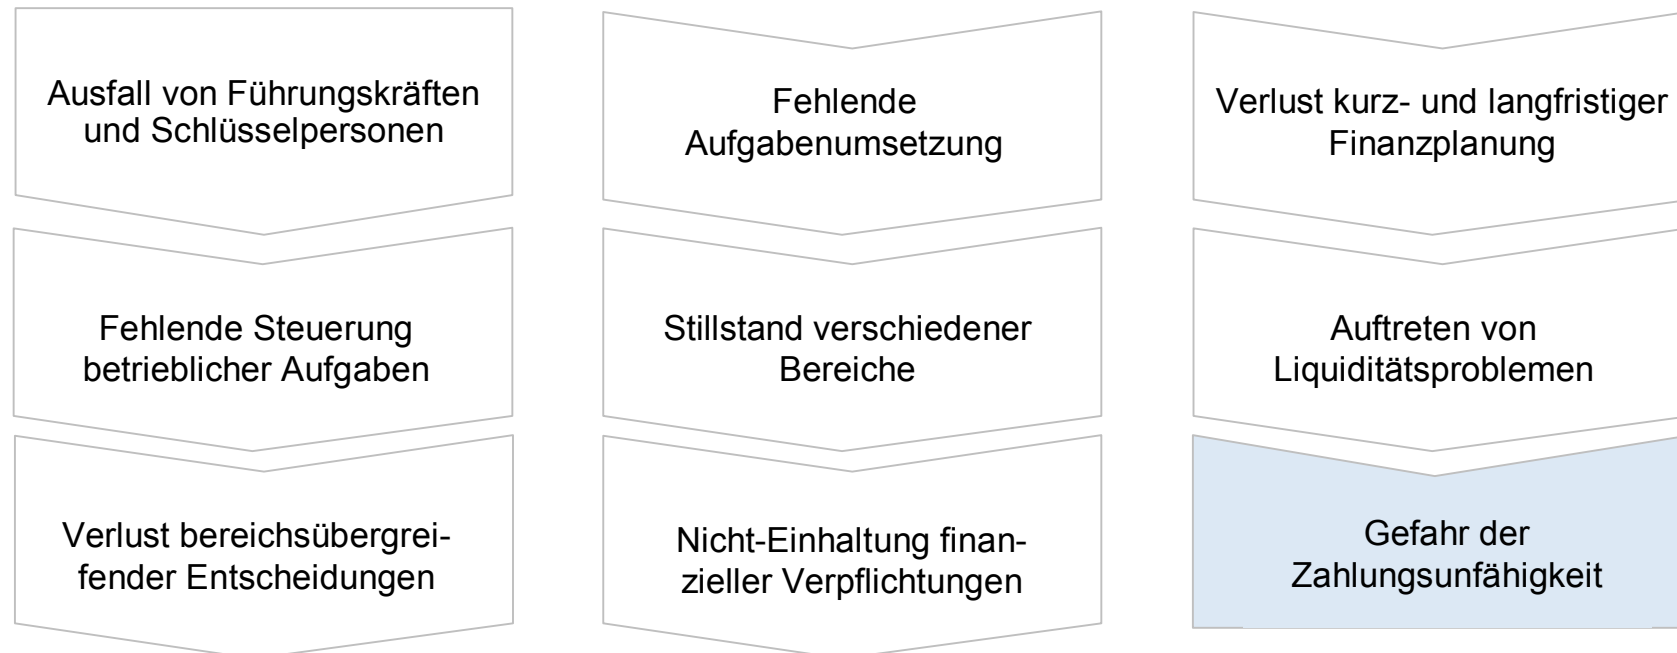 Ausfall von Führungskräften
und Schlüsselpersonen
Fehlende Steuerung
betrieblicher Aufgaben
Verlust bereichsübergrei-
fender Entscheidungen
Fehlende
Aufgabenumsetzung
Stillstand verschiedener
Bereiche
Nicht-Einhaltung finan-
zieller Verpflichtungen
Verlust kurz- und langfristiger
Finanzplanung
Auftreten von
Liquiditätsproblemen
Gefahr der
Zahlungsunfähigkeit